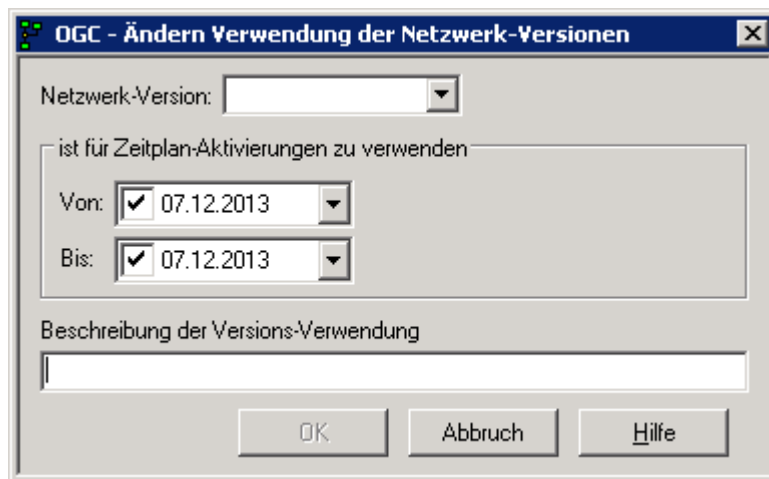 OGC - Ändern Verwendung der Netzwerk-Versionen
Netzwerk-Version:
ist für Zeitplan-Aktivierungen zu verwenden
Von: 07.12.2013
Bis: 07.12.2013
Beschreibung der Versions-Verwendung
OK Abbruch Hilfe